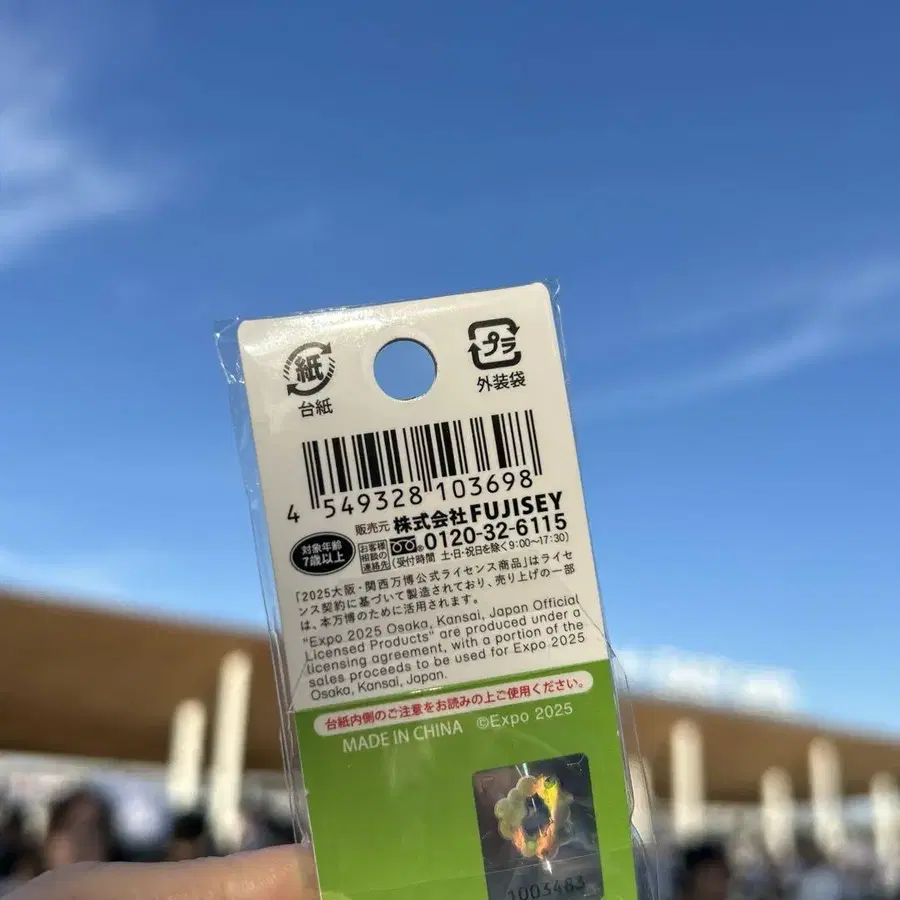 紙
台紙
プラ
外装袋
4 549328 103698
販売元 株式会社FUJISEY
対象年齢
7歳以上
お客様
相談の
連絡先
0120-32-6115
(受付時間 土・日・祝日を除く9:00〜17:30)
「2025大阪・関西万博公式ライセンス商品」はライセ
ンス契約に基づいて製造されており、売り上げの一部
は、本万博のために活用されます。
"Expo 2025 Osaka, Kansai, Japan Official
Licensed Products" are produced under a
licensing agreement, with a portion of the
sales proceeds to be used for Expo 2025
Osaka, Kansai, Japan.
台紙内側のご注意をお読みの上ご使用ください。
MADE IN CHINA ©Expo 2025
1003483